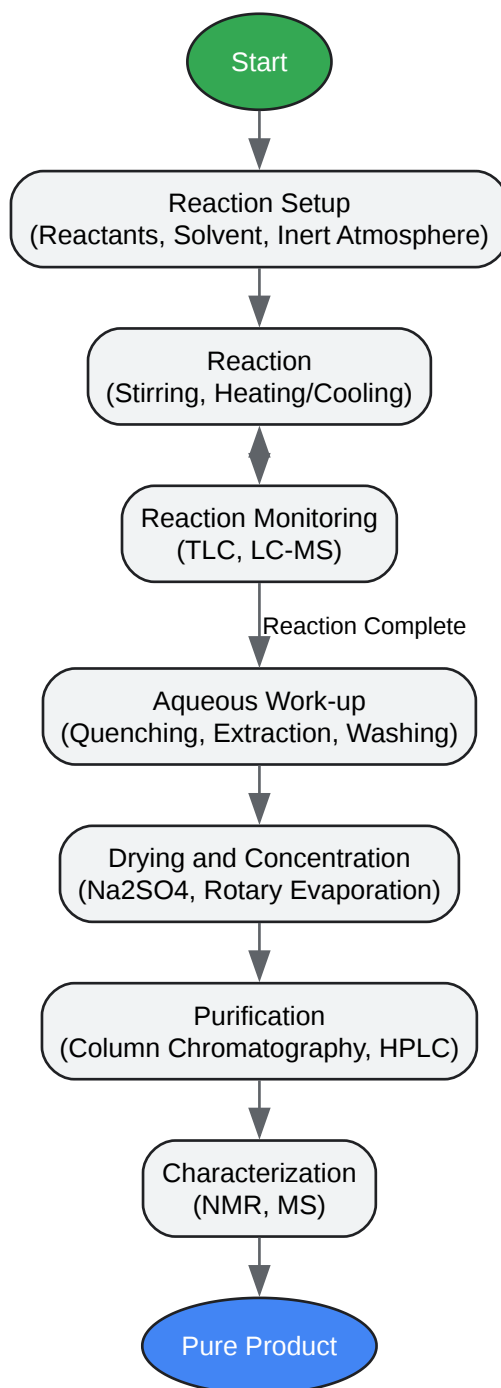 Start
Reaction Setup
(Reactants, Solvent, Inert Atmosphere)
Reaction
(Stirring, Heating/Cooling)
Reaction Monitoring
(TLC, LC-MS)
Reaction Complete
Aqueous Work-up
(Quenching, Extraction, Washing)
Drying and Concentration
(Na2SO4, Rotary Evaporation)
Purification
(Column Chromatography, HPLC)
Characterization
(NMR, MS)
Pure Product